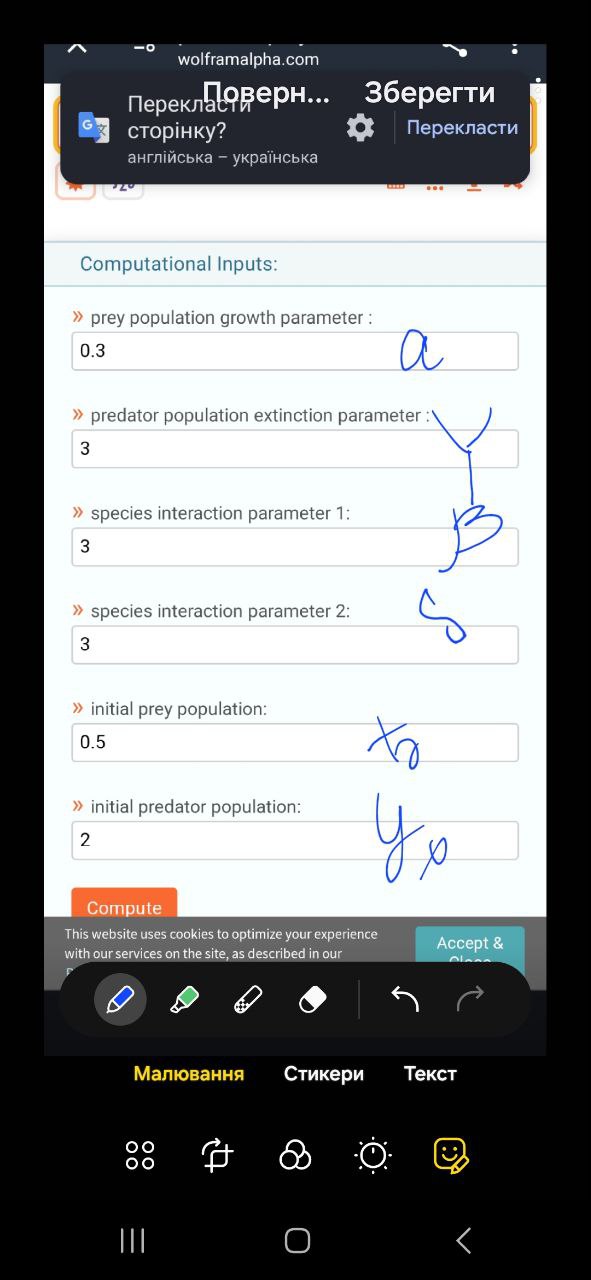 wolframalpha.com
Поверн... Зберегти
Перекласти
сторінку?
англійська – українська
Перекласти
Computational Inputs:
» prey population growth parameter :
0.3 a
» predator population extinction parameter : γ
3
» species interaction parameter 1:
3 β
» species interaction parameter 2: δ
3
» initial prey population:
0.5 x₀
» initial predator population:
2 y₀
Compute
This website uses cookies to optimize your experience
with our services on the site, as described in our
Accept &
Close
Малювання Стикери Текст